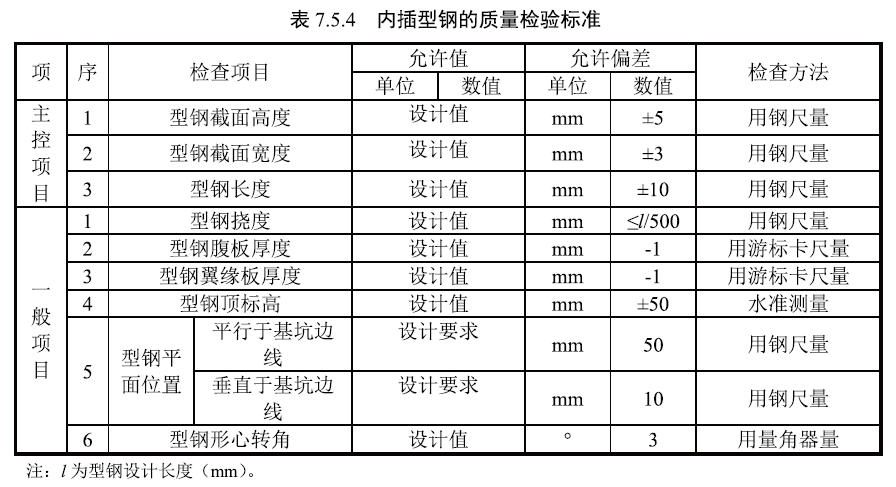 表 7.5.4 内插型钢的质量检验标准
项 序 检查项目 允许值 允许偏差 检查方法
单位 数值 单位 数值
主控项目
1 型钢截面高度 设计值 mm ±5 用钢尺量
2 型钢截面宽度 设计值 mm ±3 用钢尺量
3 型钢长度 设计值 mm ±10 用钢尺量
一般项目
1 型钢挠度 设计值 mm ≤l/500 用钢尺量
2 型钢腹板厚度 设计值 mm -1 用游标卡尺量
3 型钢翼缘板厚度 设计值 mm -1 用游标卡尺量
4 型钢顶标高 设计值 mm ±50 水准测量
5 型钢平面位置 平行于基坑边线 设计要求 mm 50 用钢尺量
垂直于基坑边线 设计要求 mm 10 用钢尺量
6 型钢形心转角 设计值 ° 3 用量角器量
注：l 为型钢设计长度（mm）。